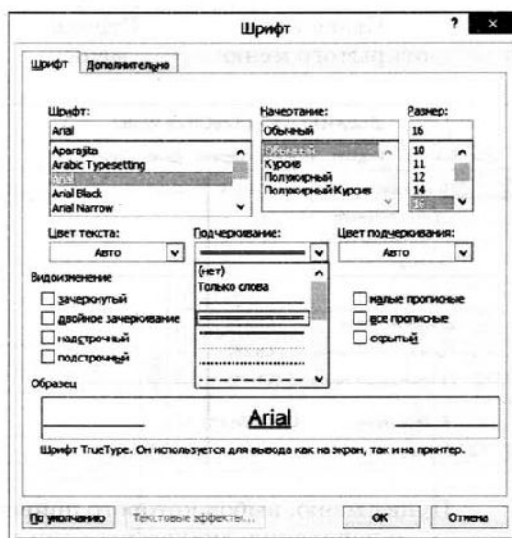 Шрифт ? ×
Шрифт Дополнительно
Шрифт: Начертание: Размер:
Arial Обычный 16
Aparajita Обычный 10
Arabic Typesetting Курсив 11
Arial Полужирный 12
Arial Black Полужирный Курсив 14
Arial Narrow 16
Цвет текста: Подчеркивание: Цвет подчеркивания:
Авто Авто
(нет)
Только слова
Видоизменение
зачеркнутый малые прописные
двойное зачеркивание все прописные
надстрочный скрытый
подстрочный
Образец
Arial
Шрифт TrueType. Он используется для вывода как на экран, так и на принтер.
По умолчанию Текстовые эффекты... ОК Отмена